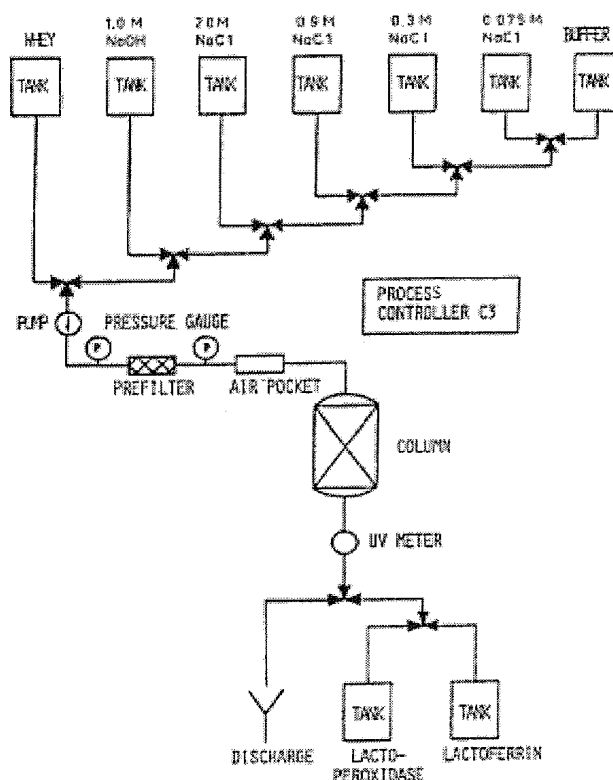 WHEY
1.0 M
NaOH
2.0 M
NaCl
0.9 M
NaCl
0.3 M
NaCl
0.075 M
NaCl
BUFFER
TANK
TANK
TANK
TANK
TANK
TANK
TANK
PROCESS
CONTROLLER C3
PUMP
PRESSURE GAUGE
P
P
PREFILTER
AIR POCKET
COLUMN
UV METER
TANK
TANK
DISCHARGE
LACTO-
PEROXIDASE
LACTOFERRIN